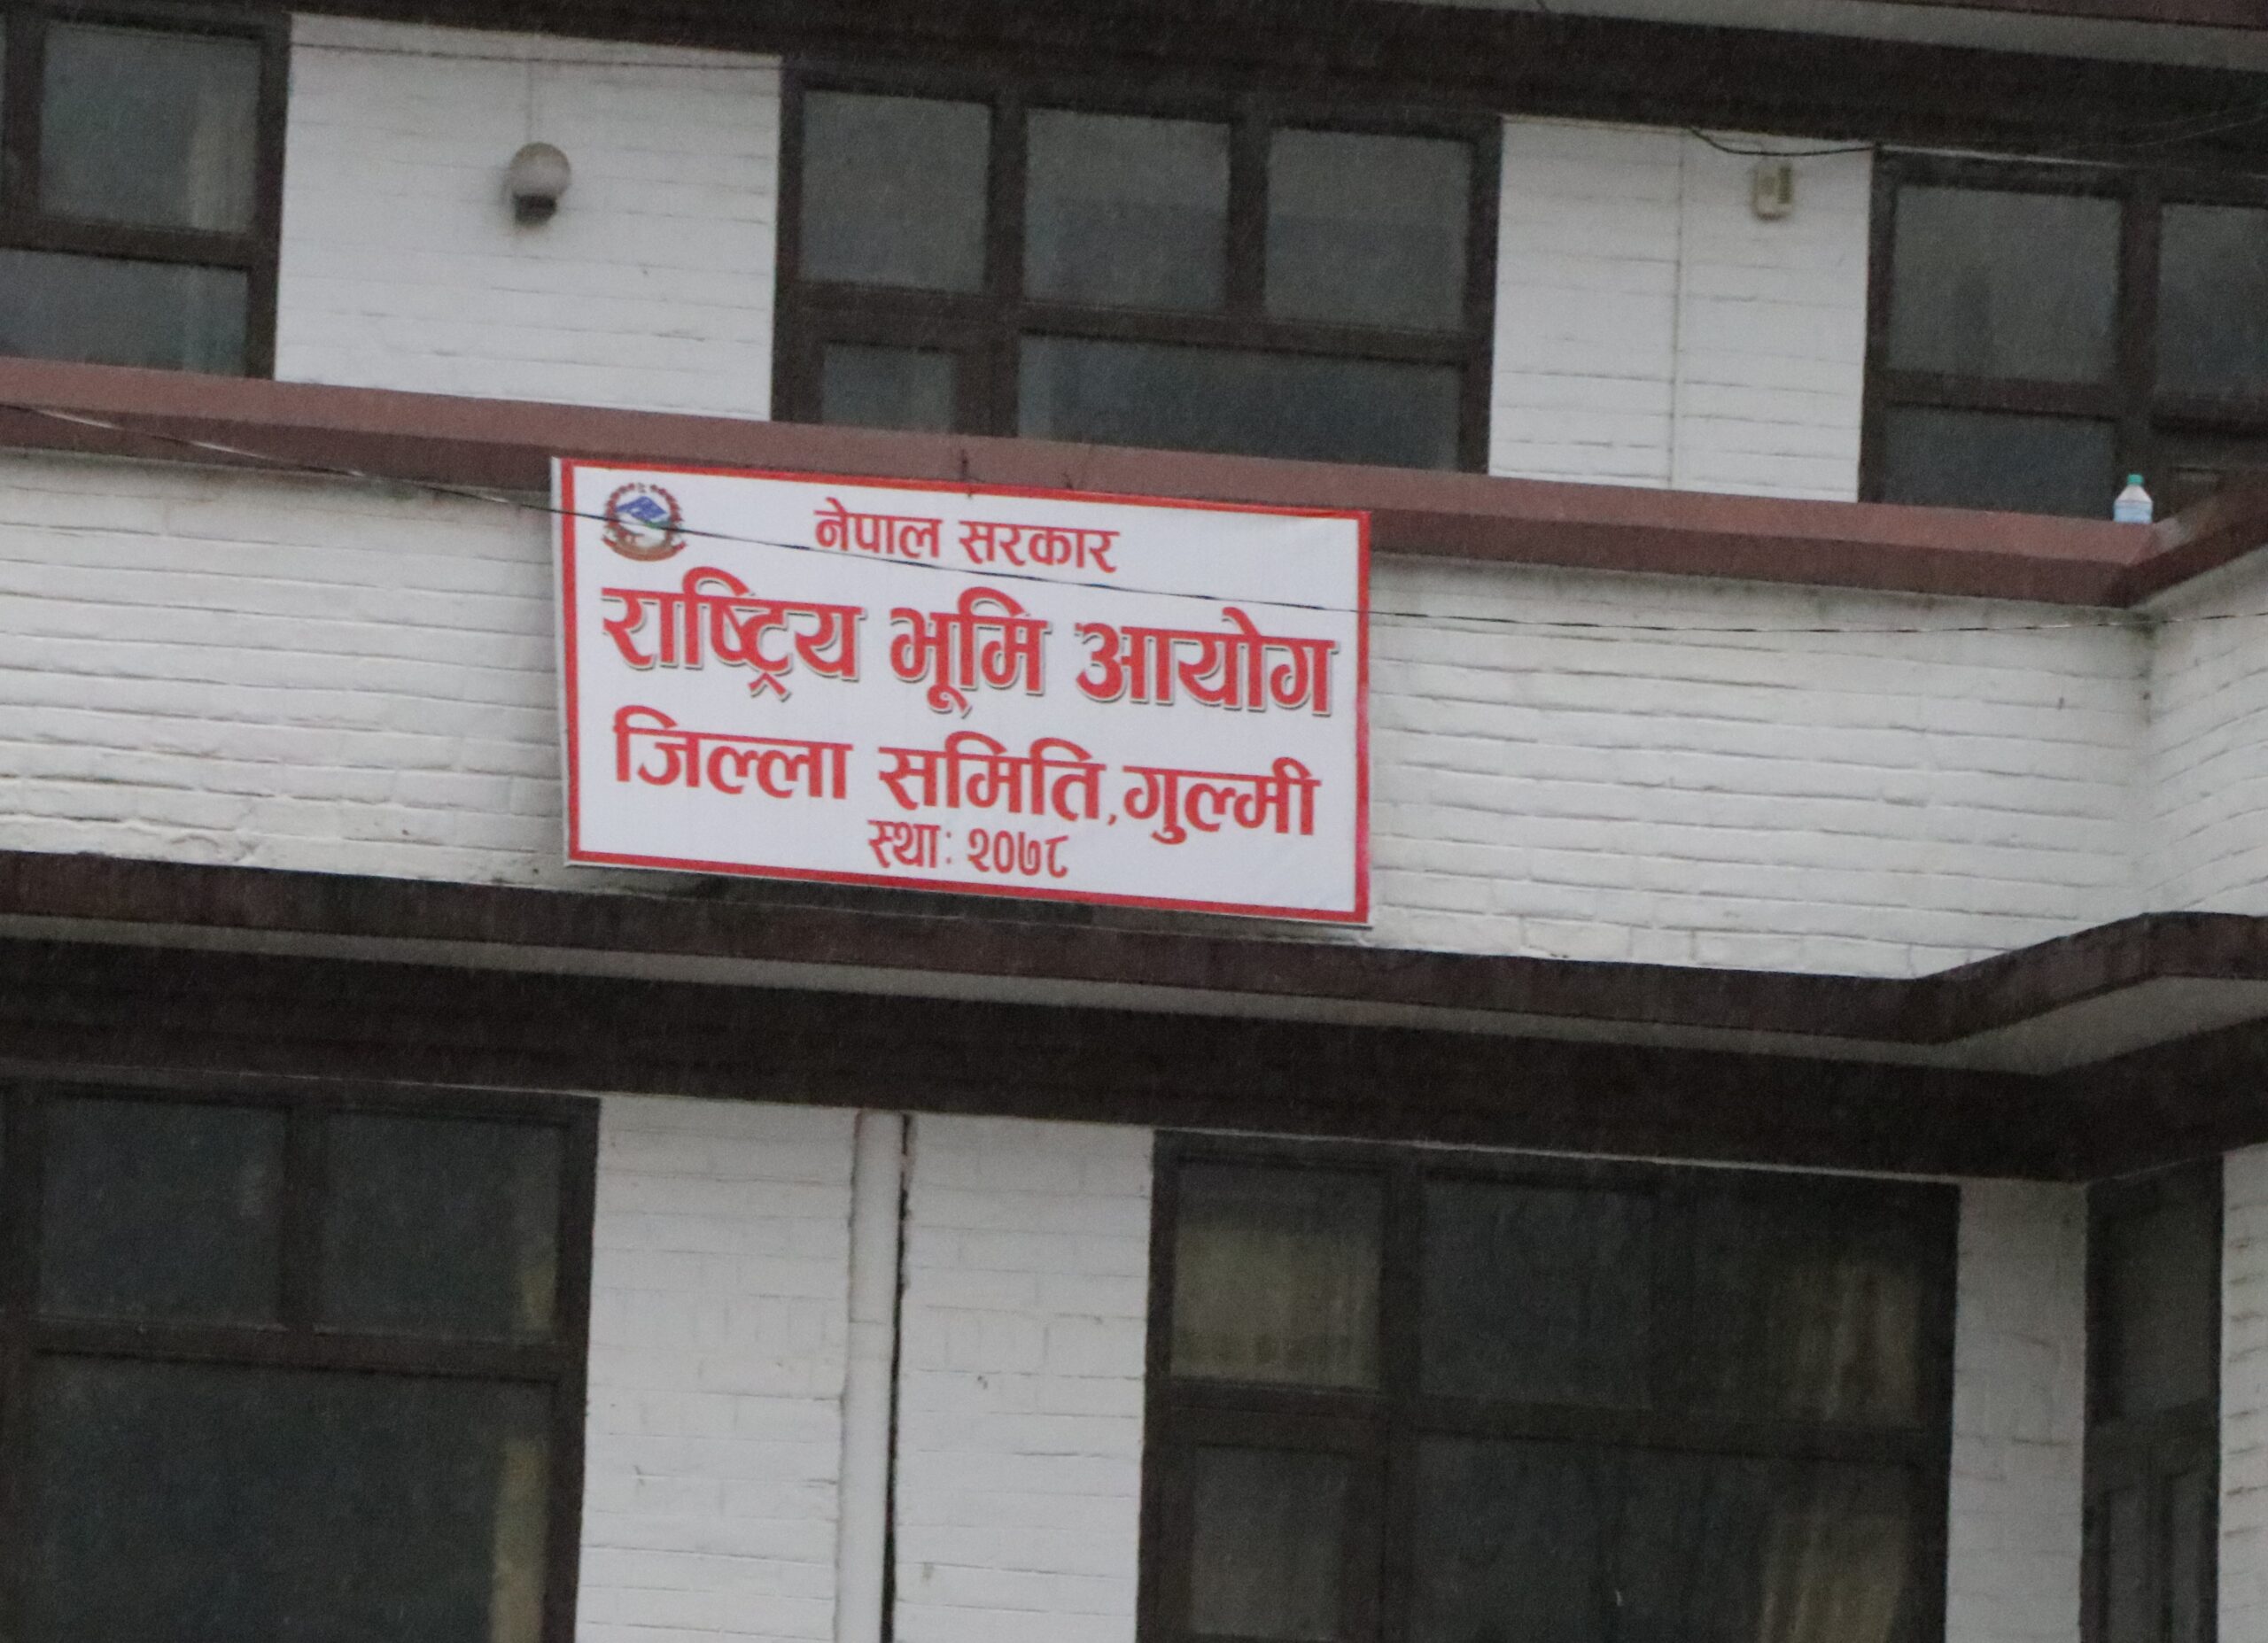 नेपाल सरकार
राष्ट्रिय भूमि आयोग
जिल्ला समिति, गुल्मी
स्था: २०७८